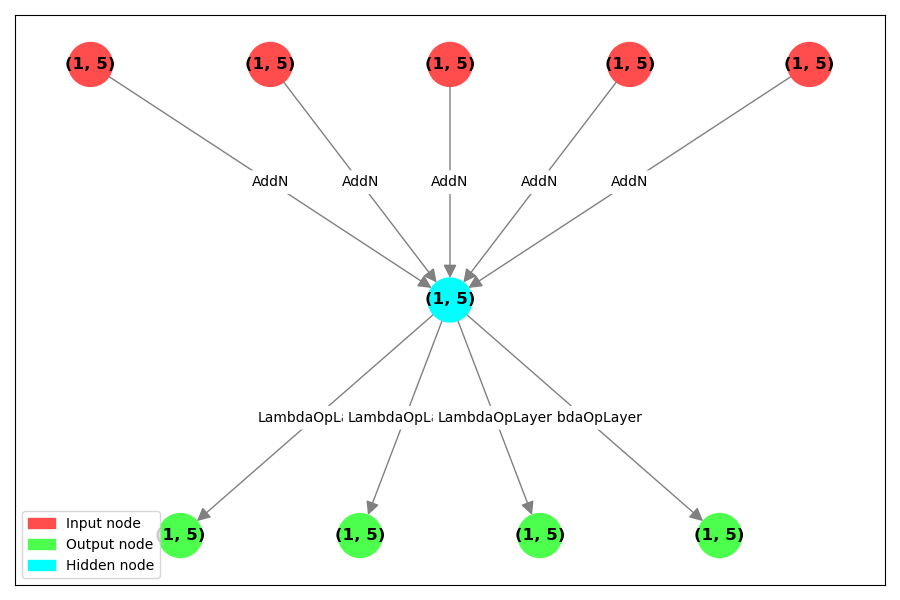 (1, 5) (1, 5) (1, 5) (1, 5) (1, 5)
AddN AddN AddN AddN AddN
(1, 5)
LambdaOpLa LambdaOpLa LambdaOpLayer bdaOpLayer
1, 5) (1, 5) (1, 5) (1, 5)
Input node
Output node
Hidden node